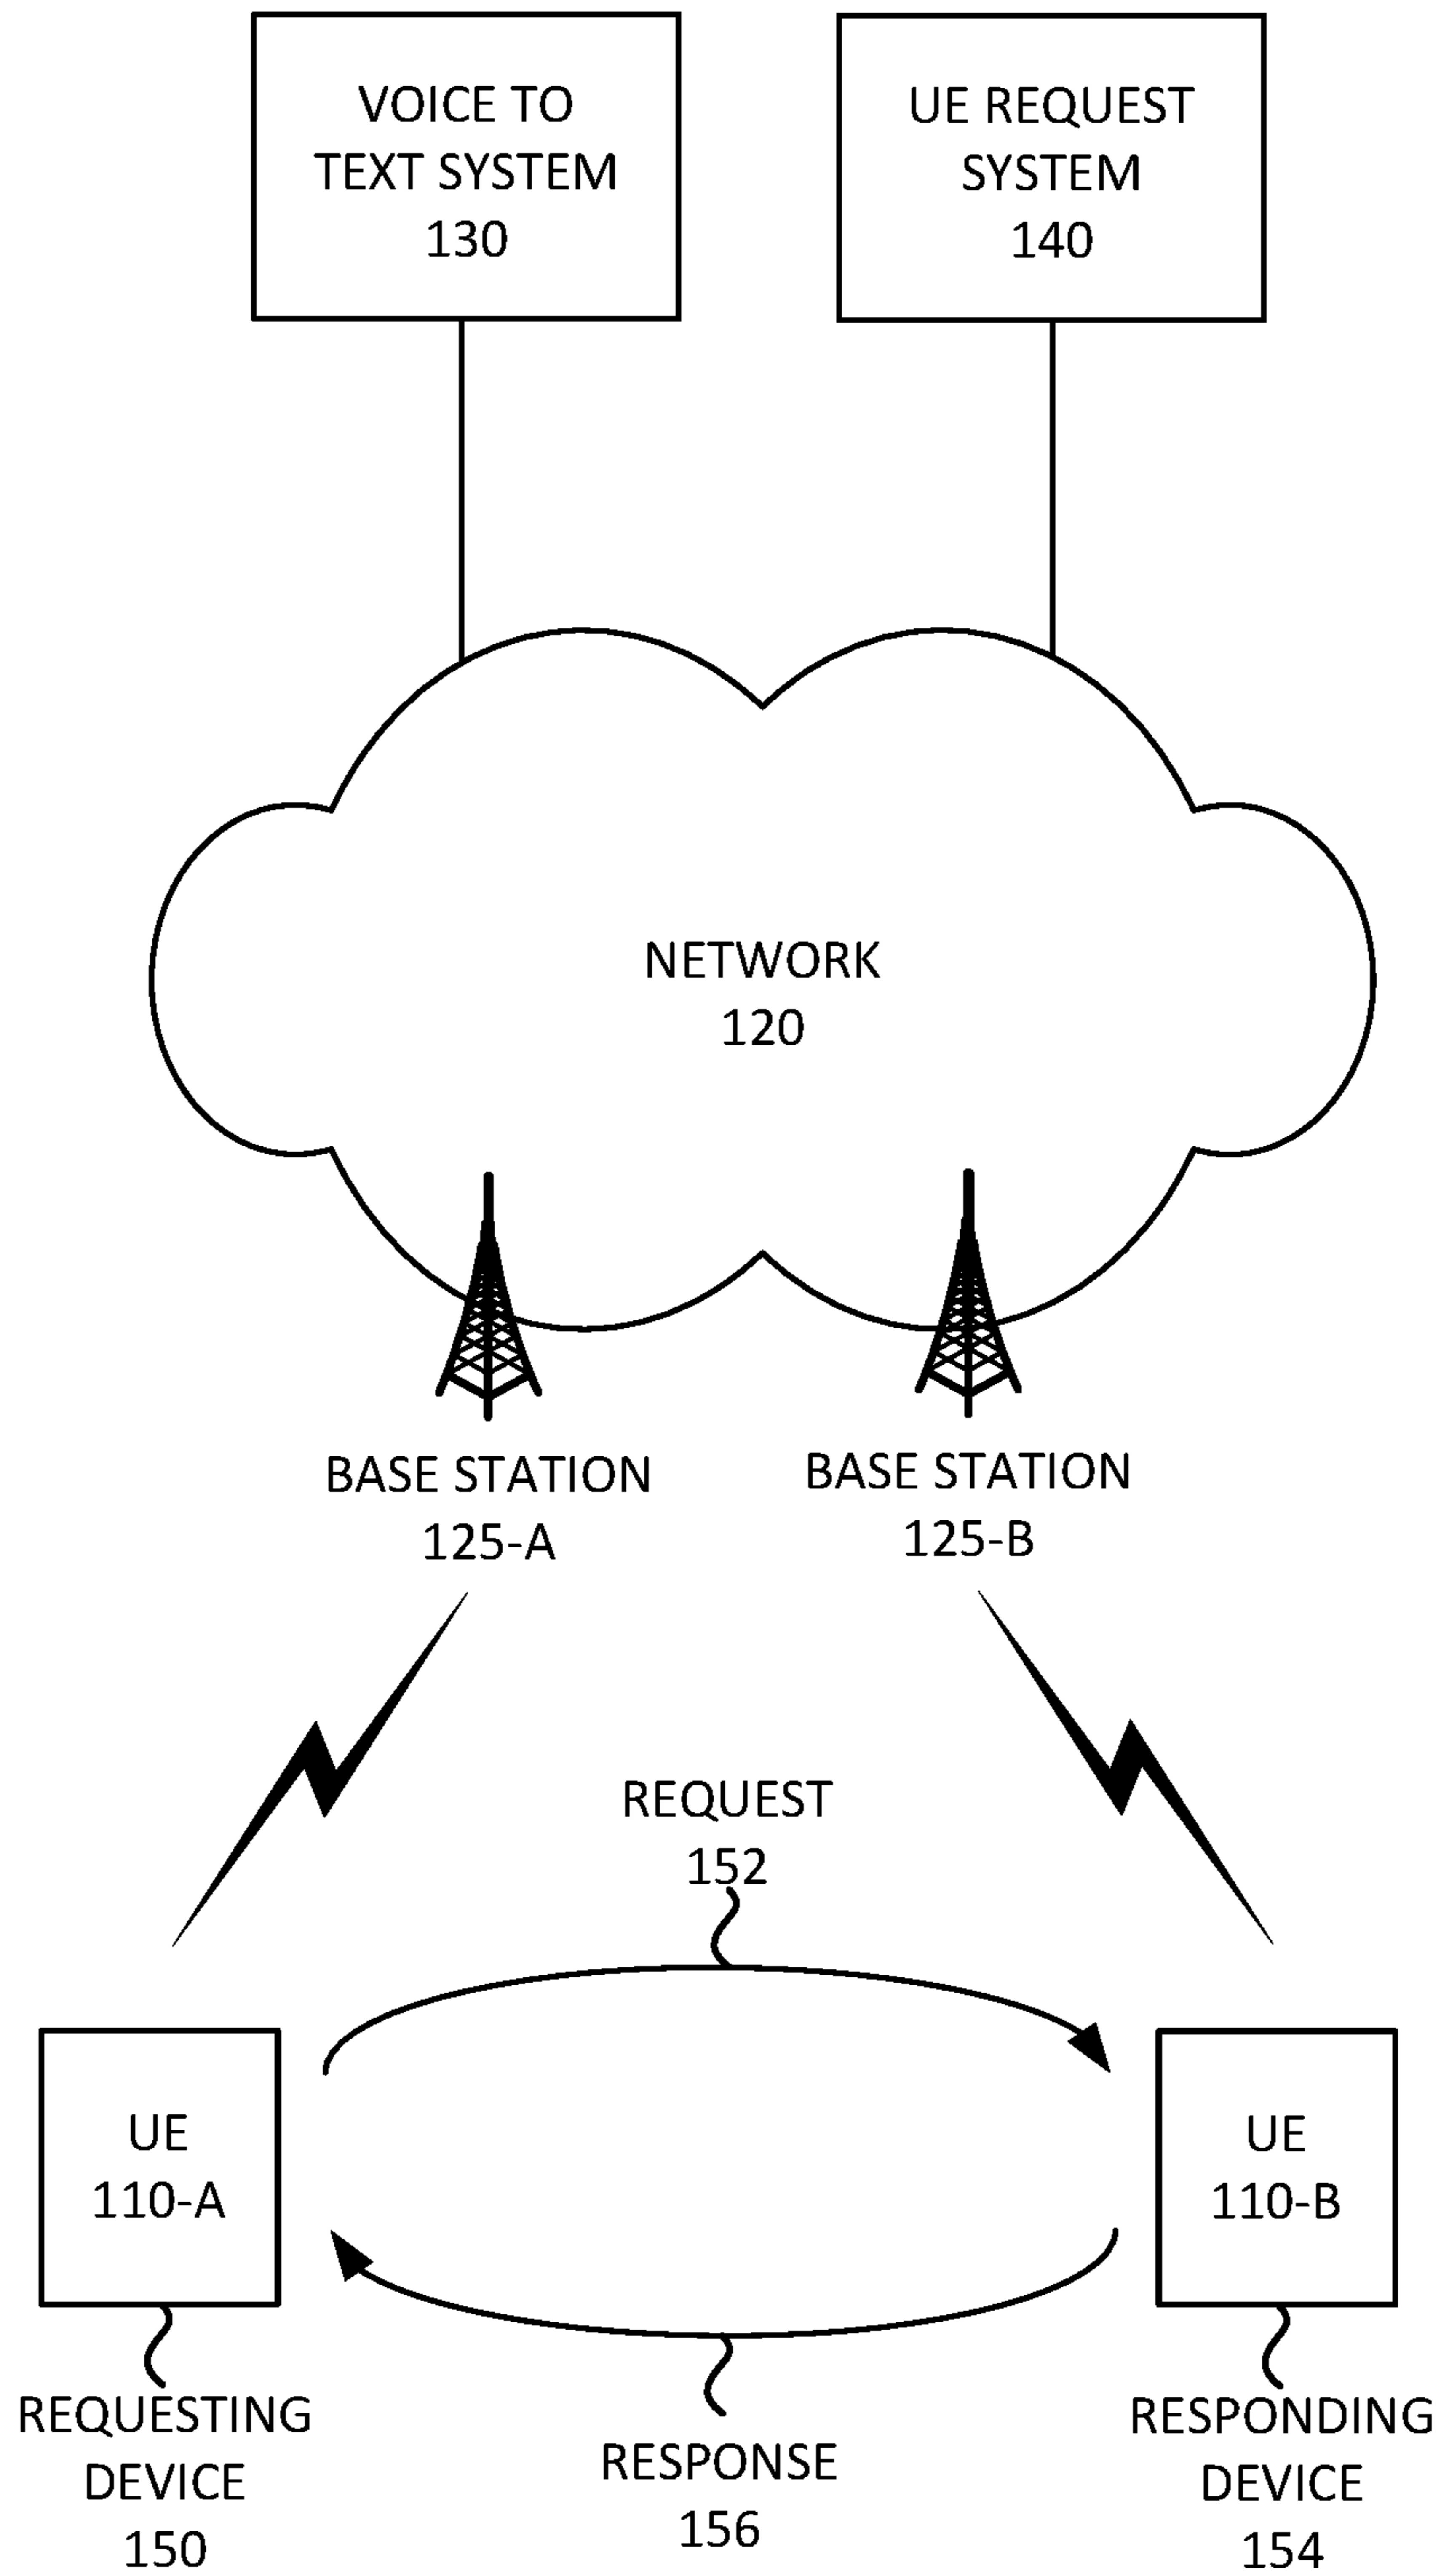 VOICE TO
TEXT SYSTEM
130
UE REQUEST
SYSTEM
140
NETWORK
120
BASE STATION
125-A
BASE STATION
125-B
REQUEST
152
UE
110-A
UE
110-B
REQUESTING
DEVICE
150
RESPONSE
156
RESPONDING
DEVICE
154